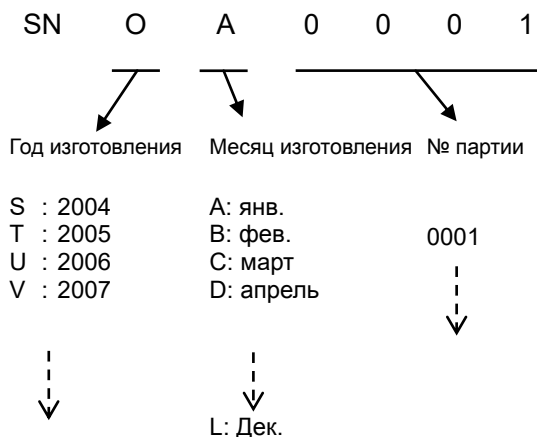 SN O A 0 0 0 1
Год изготовления Месяц изготовления № партии
S : 2004 A: янв.
T : 2005 B: фев. 0001
U : 2006 C: март
V : 2007 D: апрель
L: Дек.